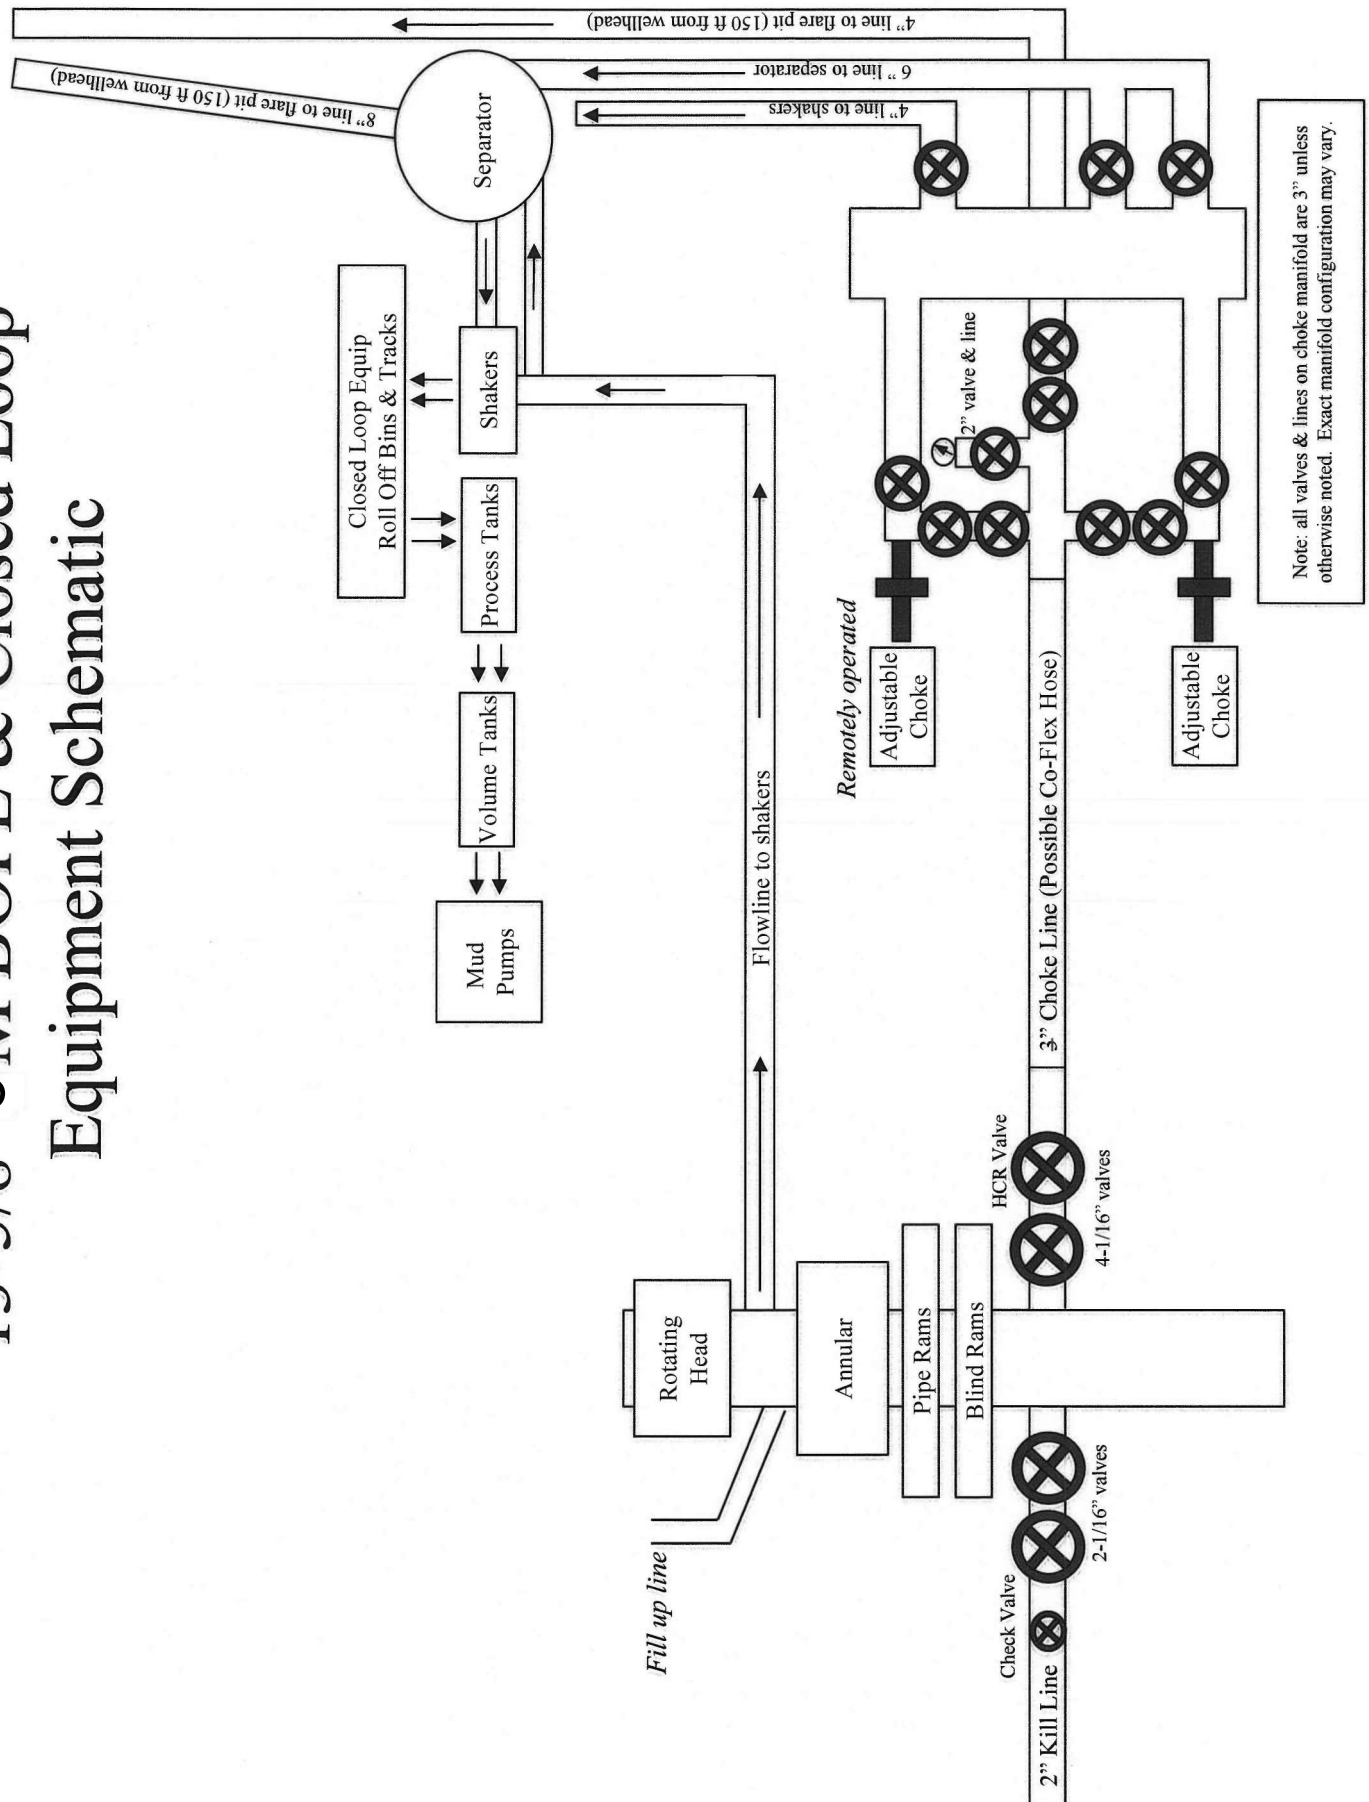 Equipment Schematic
4” line to flare pit (150 ft from wellhead)
8” line to flare pit (150 ft from wellhead)
6” line to separator
4” line to shakers
Separator
Closed Loop Equip
Roll Off Bins & Tracks
Shakers
Process Tanks
Volume Tanks
Mud
Pumps
Flowline to shakers
Fill up line
Rotating
Head
Annular
Pipe Rams
Blind Rams
Remotely operated
Adjustable
Choke
2” valve & line
2” Kill Line
Check Valve
2-1/16” valves
HCR Valve
4-1/16” valves
3” Choke Line (Possible Co-Flex Hose)
Adjustable
Choke
Note: all valves & lines on choke manifold are 3” unless
otherwise noted. Exact manifold configuration may vary.